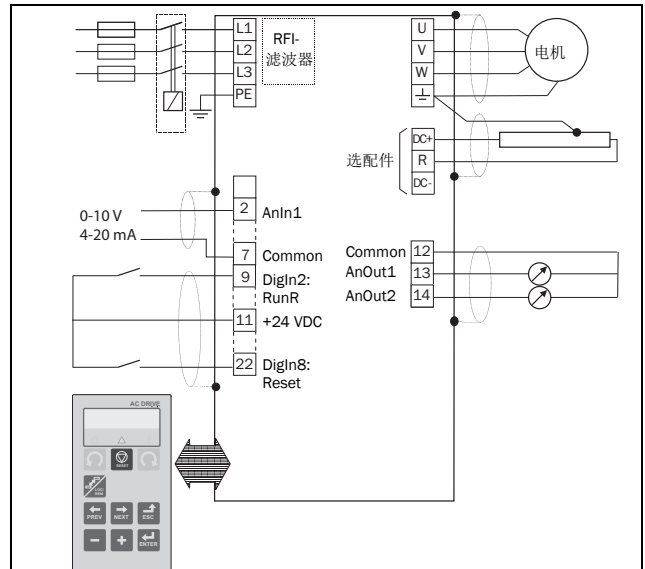 L1
L2
L3
PE
RFI-
滤波器
U
V
W
电机
DC+
R
DC-
选配件
0-10 V
4-20 mA
2 AnIn1
7 Common
9 DigIn2:
RunR
11 +24 VDC
22 DigIn8:
Reset
Common 12
AnOut1 13
AnOut2 14
AC DRIVE
RESET
LOC/
REM
PREV NEXT ESC
- + ENTER